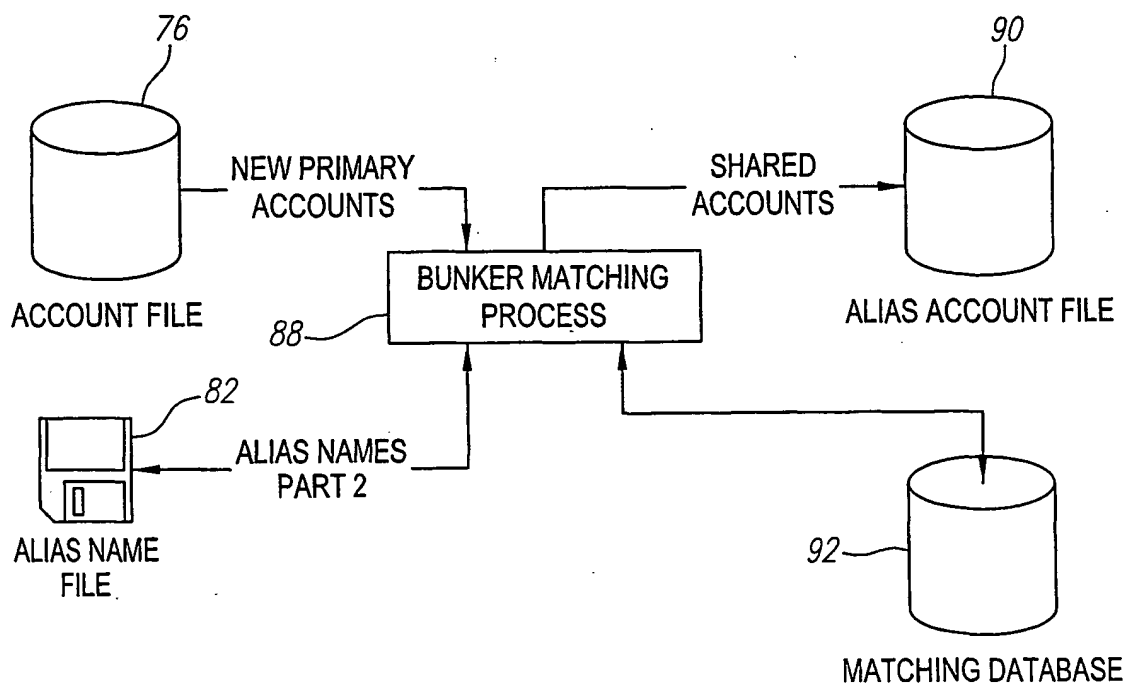 76
90
NEW PRIMARY
ACCOUNTS
SHARED
ACCOUNTS
BUNKER MATCHING
PROCESS
ACCOUNT FILE
88
ALIAS ACCOUNT FILE
82
ALIAS NAMES
PART 2
ALIAS NAME
FILE
92
MATCHING DATABASE